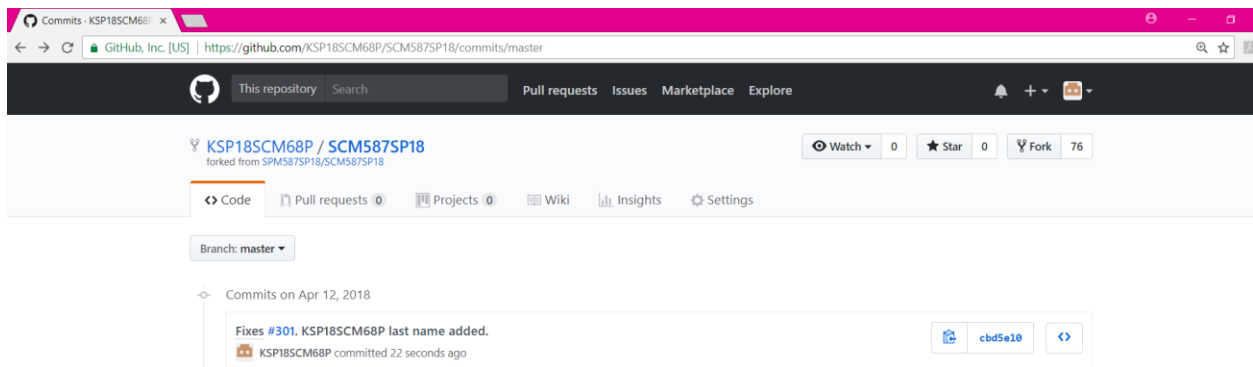 Commits · KSP18SCM68P ×
GitHub, Inc. [US] | https://github.com/KSP18SCM68P/SCM587SP18/commits/master
This repository Search Pull requests Issues Marketplace Explore
KSP18SCM68P / SCM587SP18 Watch 0 Star 0 Fork 76
forked from SPM587SP18/SCM587SP18
<> Code Pull requests 0 Projects 0 Wiki Insights Settings
Branch: master
Commits on Apr 12, 2018
Fixes #301. KSP18SCM68P last name added.
cbd5e10 <>
KSP18SCM68P committed 22 seconds ago